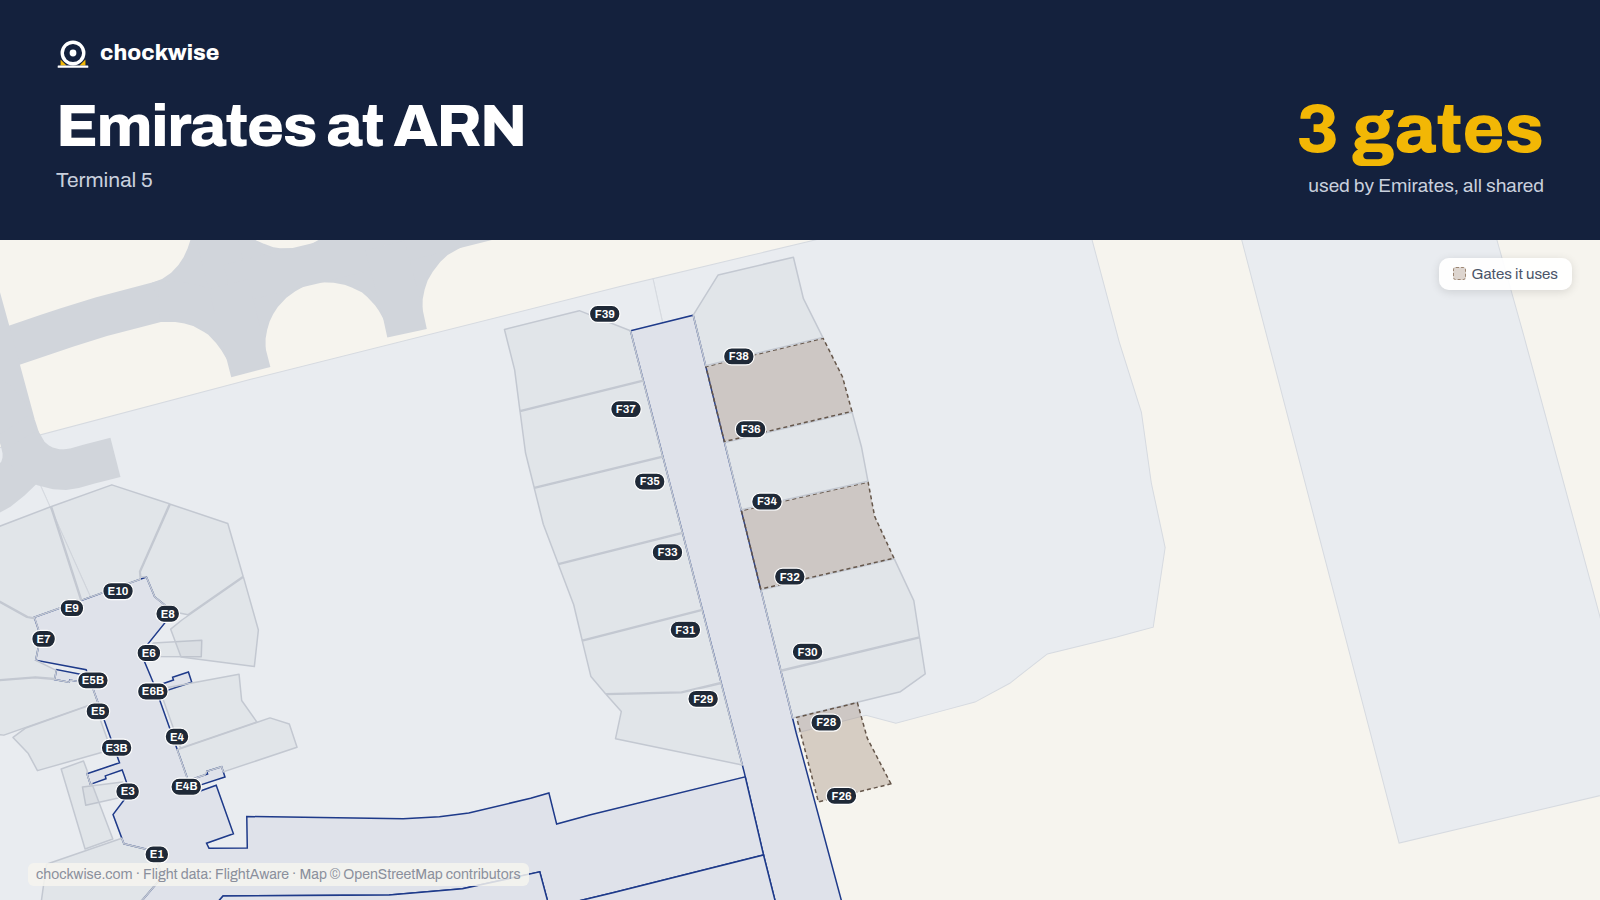 chockwise
Emirates at ARN
Terminal 5
3 gates
used by Emirates, all shared
Gates it uses
F39
F38
F37
F36
F35
F34
F33
F32
F31
F30
F29
F28
F26
E10
E9
E8
E7
E6
E5B
E6B
E5
E4
E3B
E4B
E3
E1
chockwise.com · Flight data: FlightAware · Map © OpenStreetMap contributors